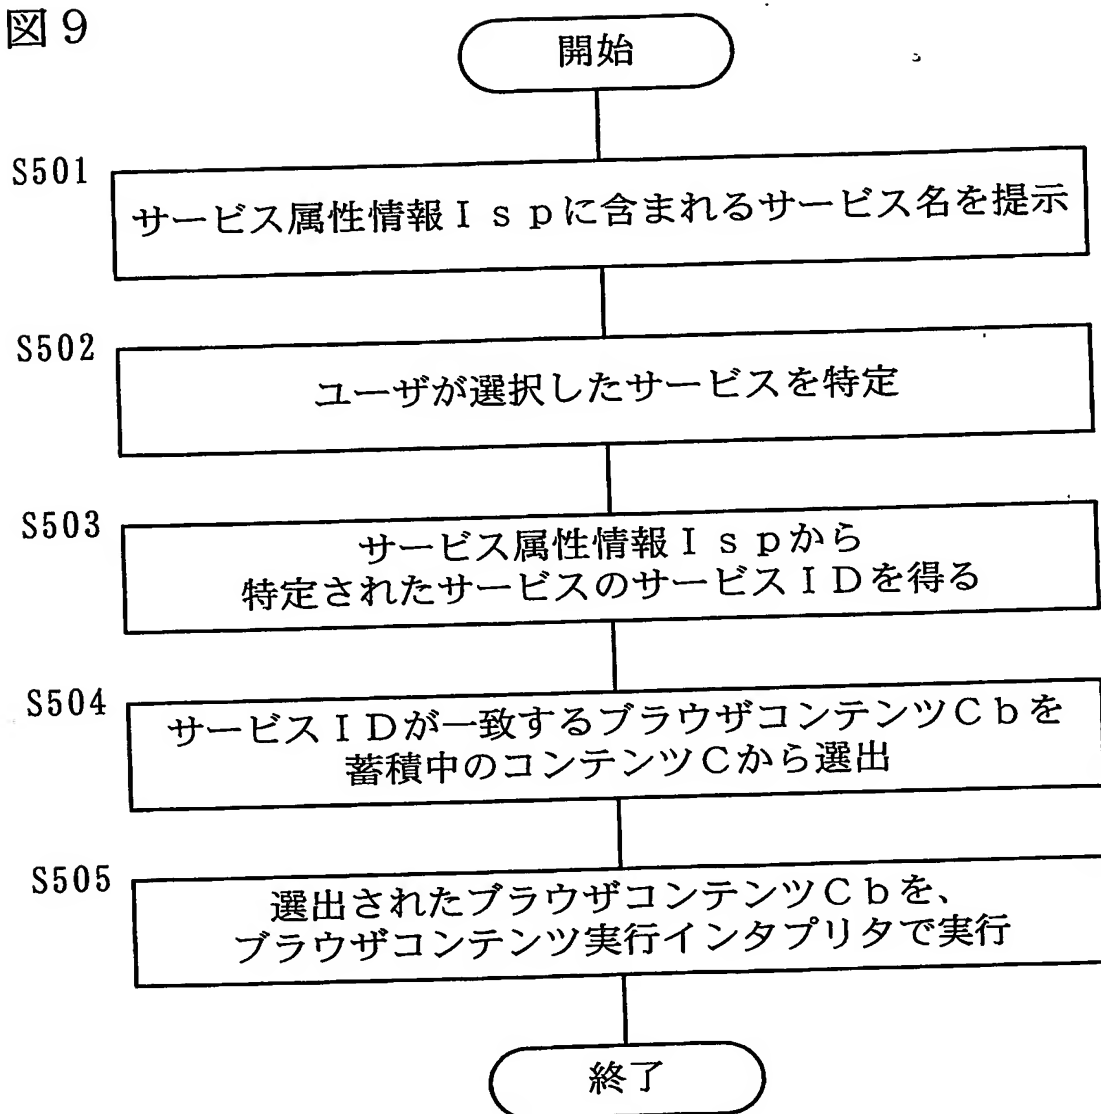 図９
開始
S501
サービス属性情報Ｉｓｐに含まれるサービス名を提示
S502
ユーザが選択したサービスを特定
S503
サービス属性情報Ｉｓｐから
特定されたサービスのサービスＩＤを得る
S504
サービスＩＤが一致するブラウザコンテンツＣｂを
蓄積中のコンテンツＣから選出
S505
選出されたブラウザコンテンツＣｂを、
ブラウザコンテンツ実行インタプリタで実行
終了